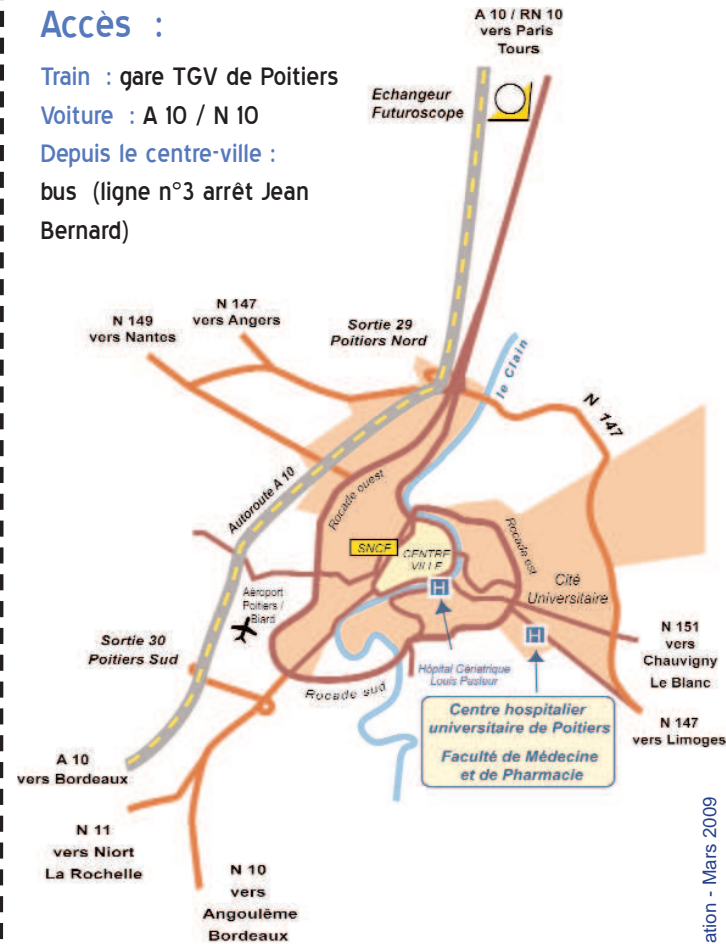 Accès :
Train : gare TGV de Poitiers
Voiture : A 10 / N 10
Depuis le centre-ville :
bus (ligne n°3 arrêt Jean
Bernard)
A 10 / RN 10
vers Paris
Tours
Echangeur
Futuroscope
N 147
vers Angers
N 149
vers Nantes
Sortie 29
Poitiers Nord
le Clain
N 147
Autoroute A 10
Rocade ouest
SNCF
CENTRE
VILLE
Rocade est
Cité
Universitaire
H
Aéroport
Poitiers /
Biard
H
Sortie 30
Poitiers Sud
Rocade sud
Hôpital Gériatrique
Louis Pasteur
N 151
vers
Chauvigny
Le Blanc
Centre hospitalier
universitaire de Poitiers
Faculté de Médecine
et de Pharmacie
N 147
vers Limoges
A 10
vers Bordeaux
N 11
vers Niort
La Rochelle
N 10
vers
Angoulême
Bordeaux
ation - Mars 2009